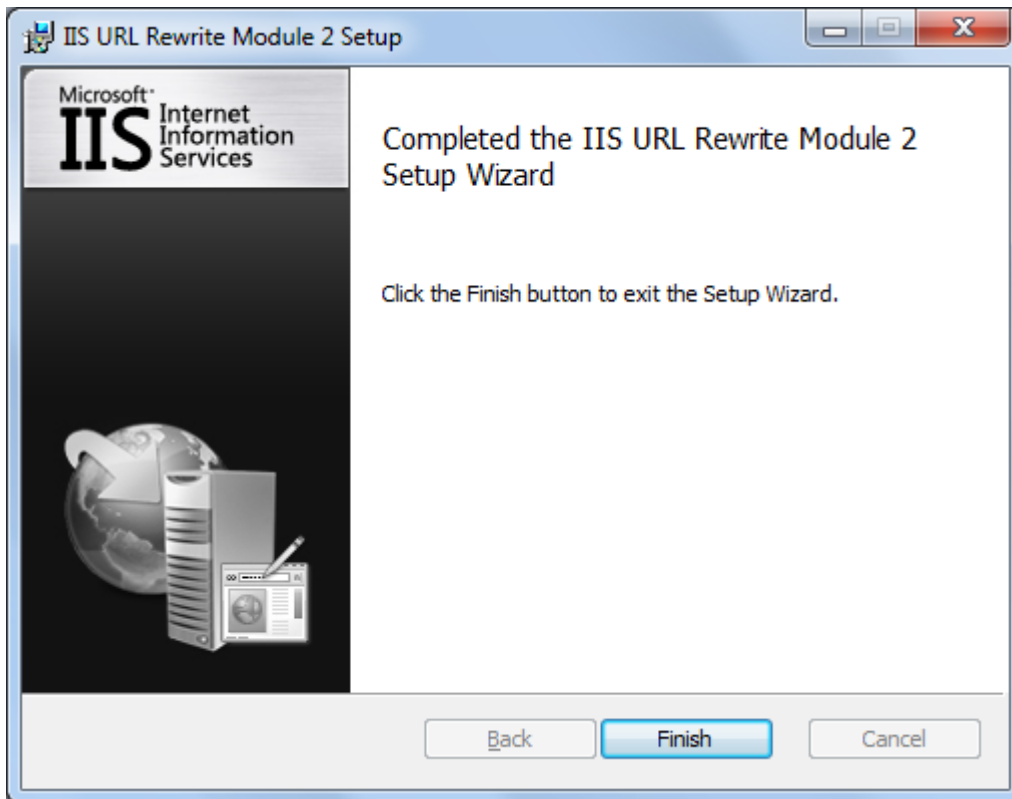 IIS URL Rewrite Module 2 Setup
Microsoft
IIS Internet
Information
Services
Completed the IIS URL Rewrite Module 2
Setup Wizard
Click the Finish button to exit the Setup Wizard.
Back
Finish
Cancel